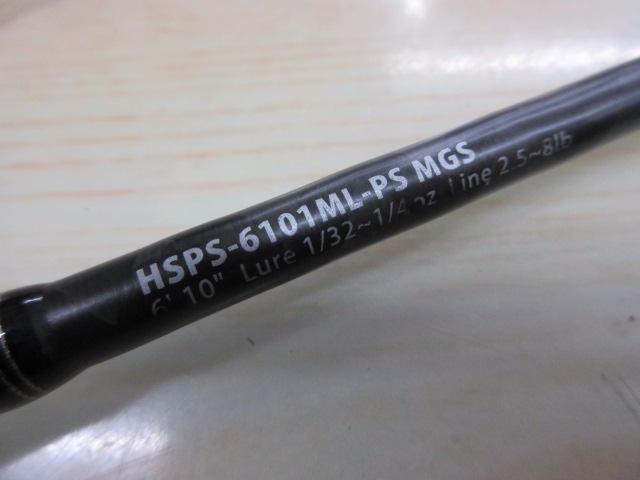 HSPS-6101ML-PS MGS
6' 10" Lure 1/32~1/4oz Line 2.5~8lb